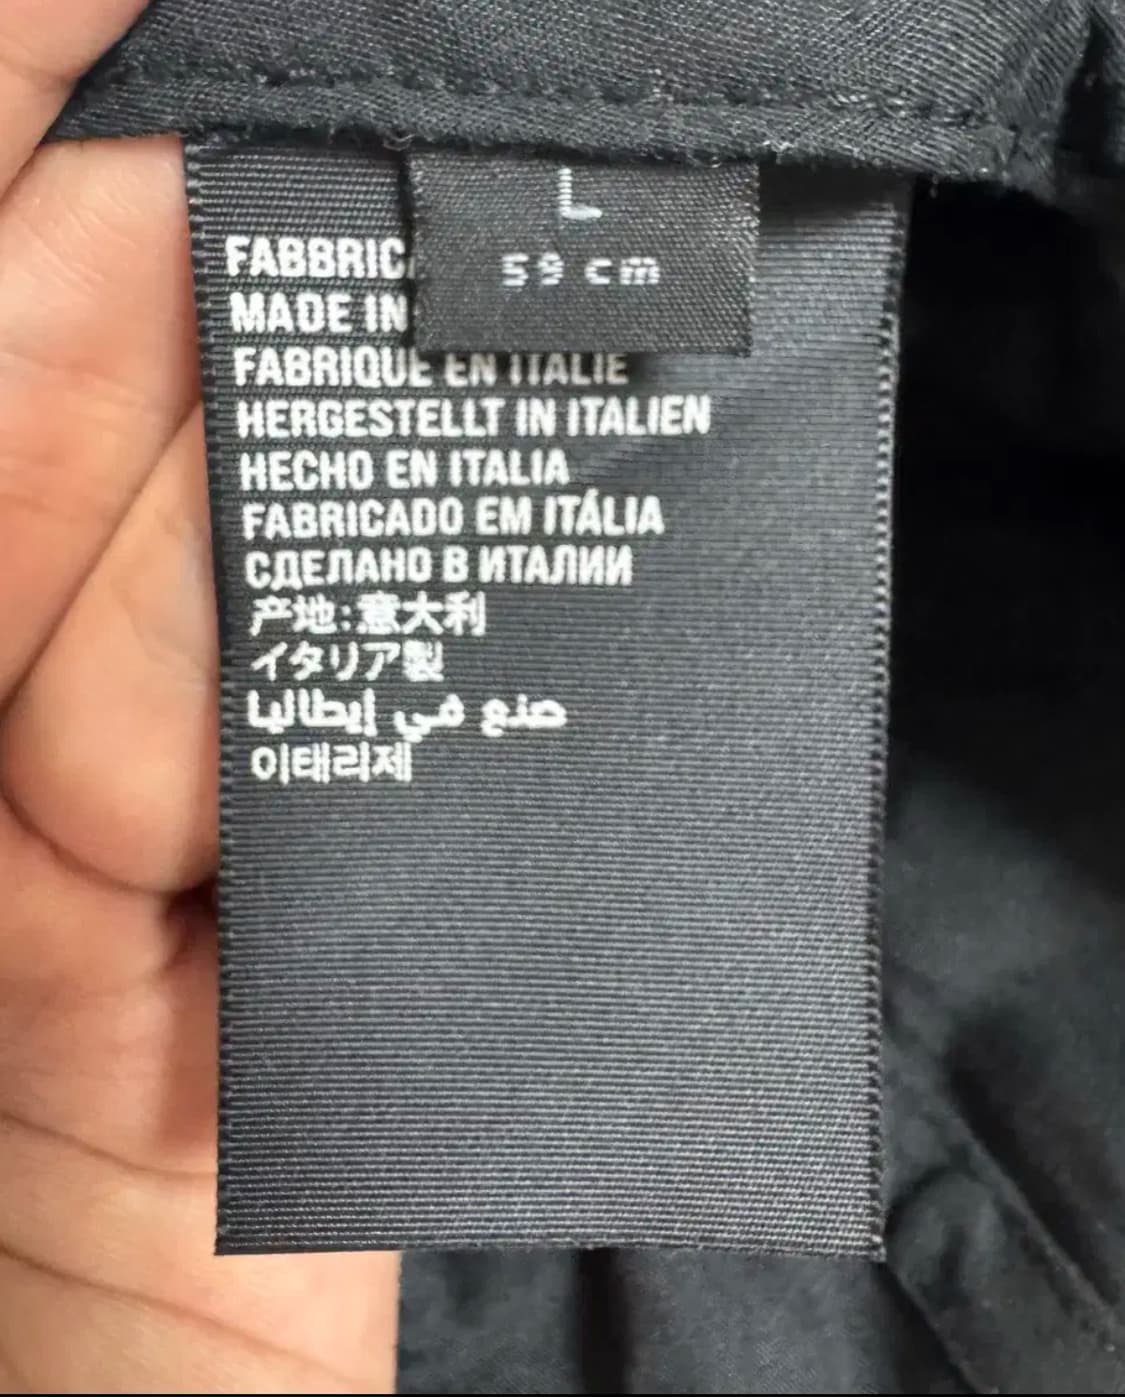 L
59 cm
FABBRIC
MADE IN
FABRIQUE EN ITALIE
HERGESTELLT IN ITALIEN
HECHO EN ITALIA
FABRICADO EM ITÁLIA
СДЕЛАНО В ИТАЛИИ
产地:意大利
イタリア製
صنع في إيطاليا
이태리제